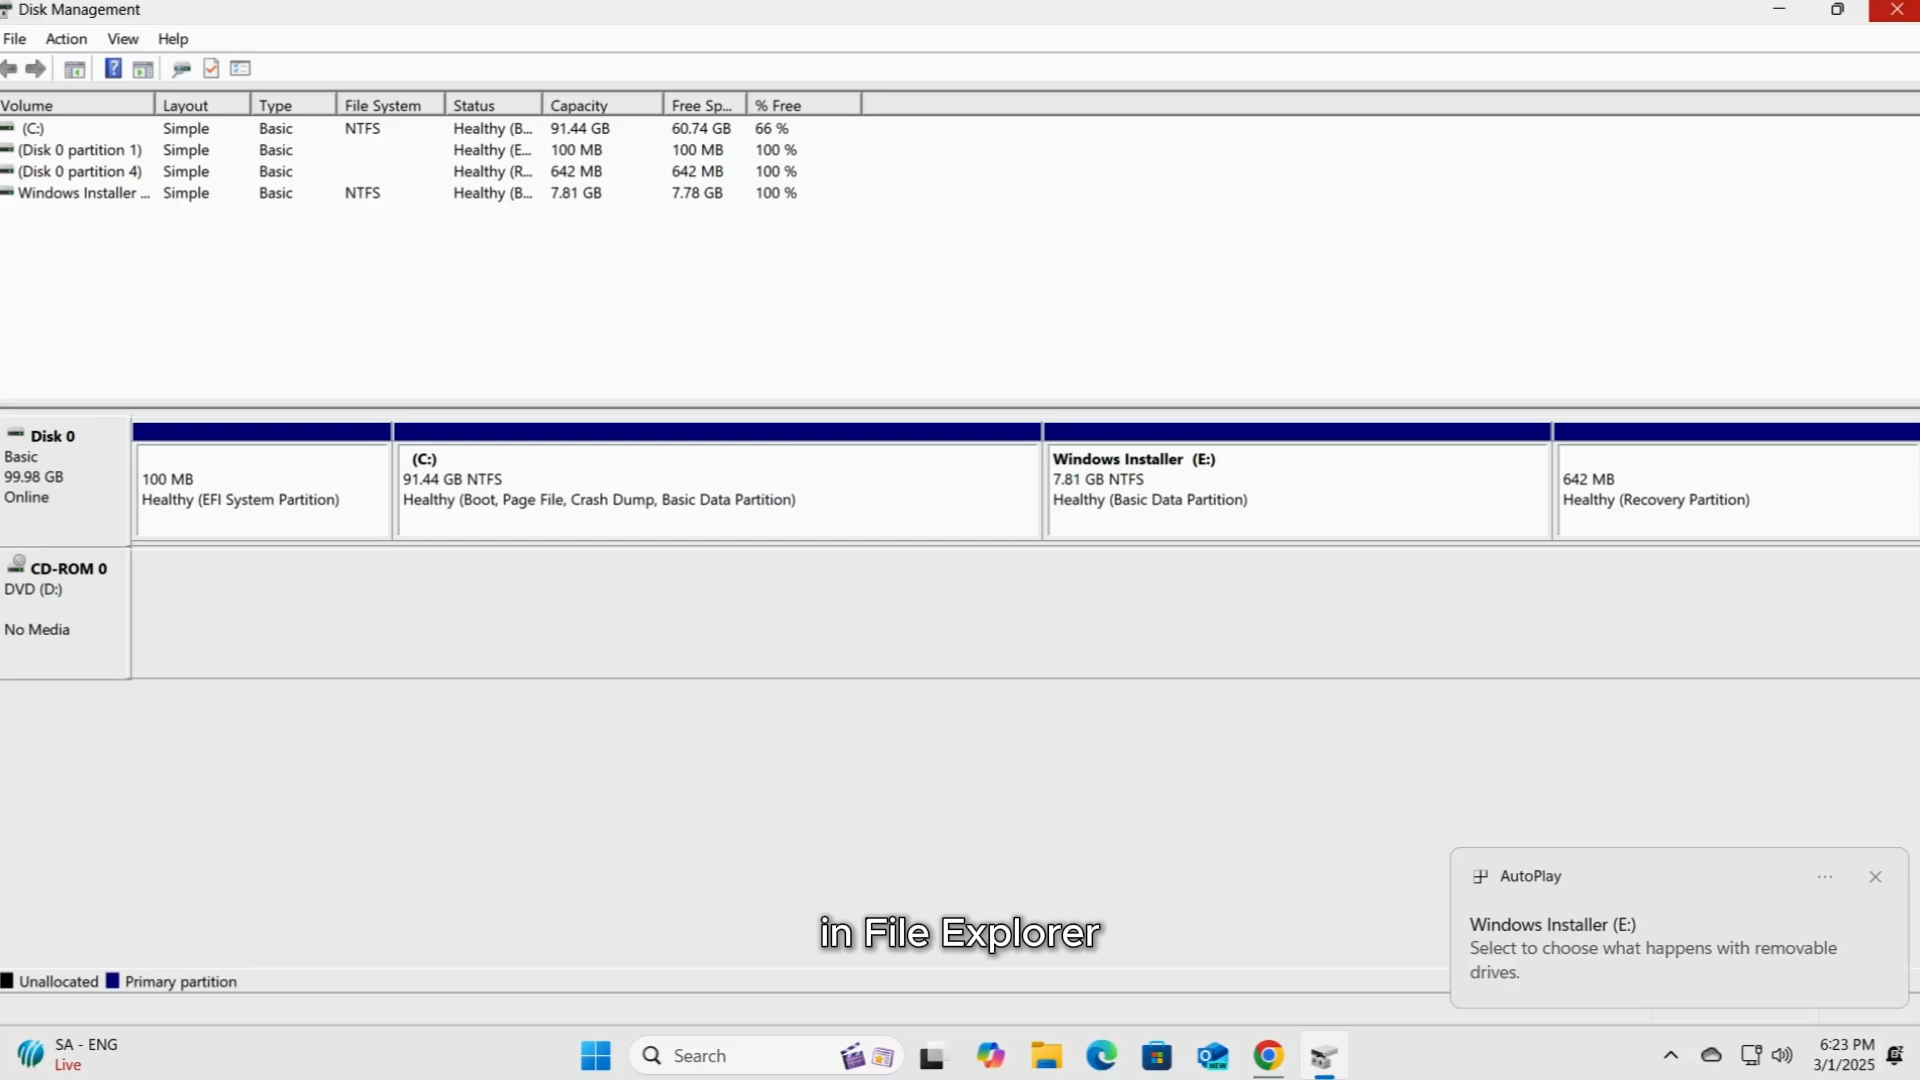 Disk Management
File Action View Help
Volume Layout Type File System Status Capacity Free Sp... % Free
(C:) Simple Basic NTFS Healthy (B... 91.44 GB 60.74 GB 66 %
(Disk 0 partition 1) Simple Basic Healthy (E... 100 MB 100 MB 100 %
(Disk 0 partition 4) Simple Basic Healthy (R... 642 MB 642 MB 100 %
Windows Installer ... Simple Basic NTFS Healthy (B... 7.81 GB 7.78 GB 100 %
Disk 0
Basic
99.98 GB
Online
100 MB
Healthy (EFI System Partition)
(C:)
91.44 GB NTFS
Healthy (Boot, Page File, Crash Dump, Basic Data Partition)
Windows Installer (E:)
7.81 GB NTFS
Healthy (Basic Data Partition)
642 MB
Healthy (Recovery Partition)
CD-ROM 0
DVD (D:)
No Media
AutoPlay
Windows Installer (E:)
Select to choose what happens with removable
drives.
in File Explorer
Unallocated Primary partition
SA - ENG
Live
Search
NEW
6:23 PM
3/1/2025